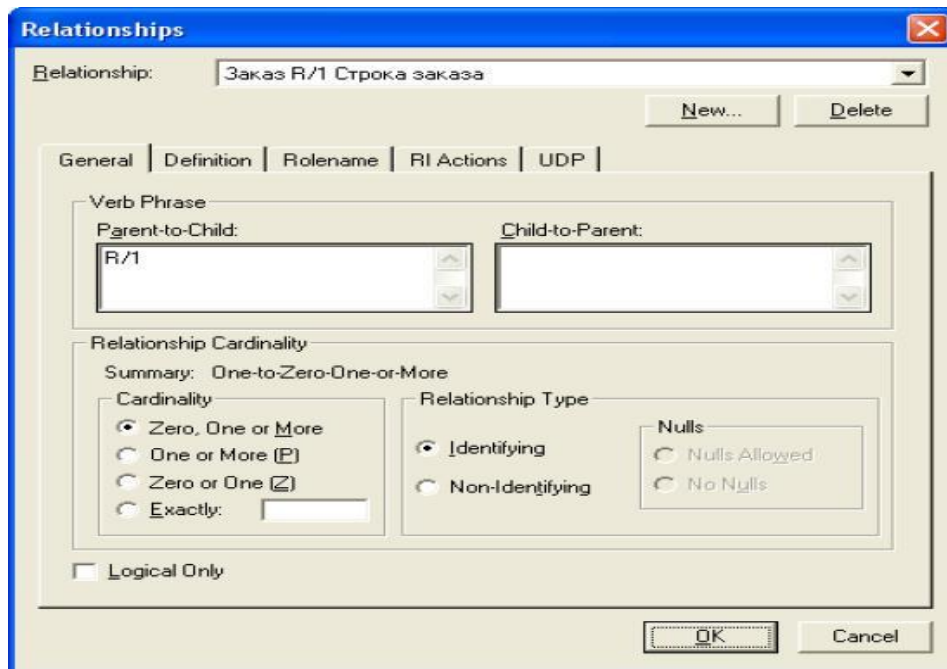 Relationships
Relationship: Заказ R/1 Строка заказа
New... Delete
General Definition Rolename RI Actions UDP
Verb Phrase
Parent-to-Child: Child-to-Parent:
R/1
Relationship Cardinality
Summary: One-to-Zero-One-or-More
Cardinality Relationship Type
Zero, One or More Nulls
Identifying Nulls Allowed
One or More (P)
Zero or One (Z) Non-Identifying No Nulls
Exactly:
Logical Only
OK Cancel